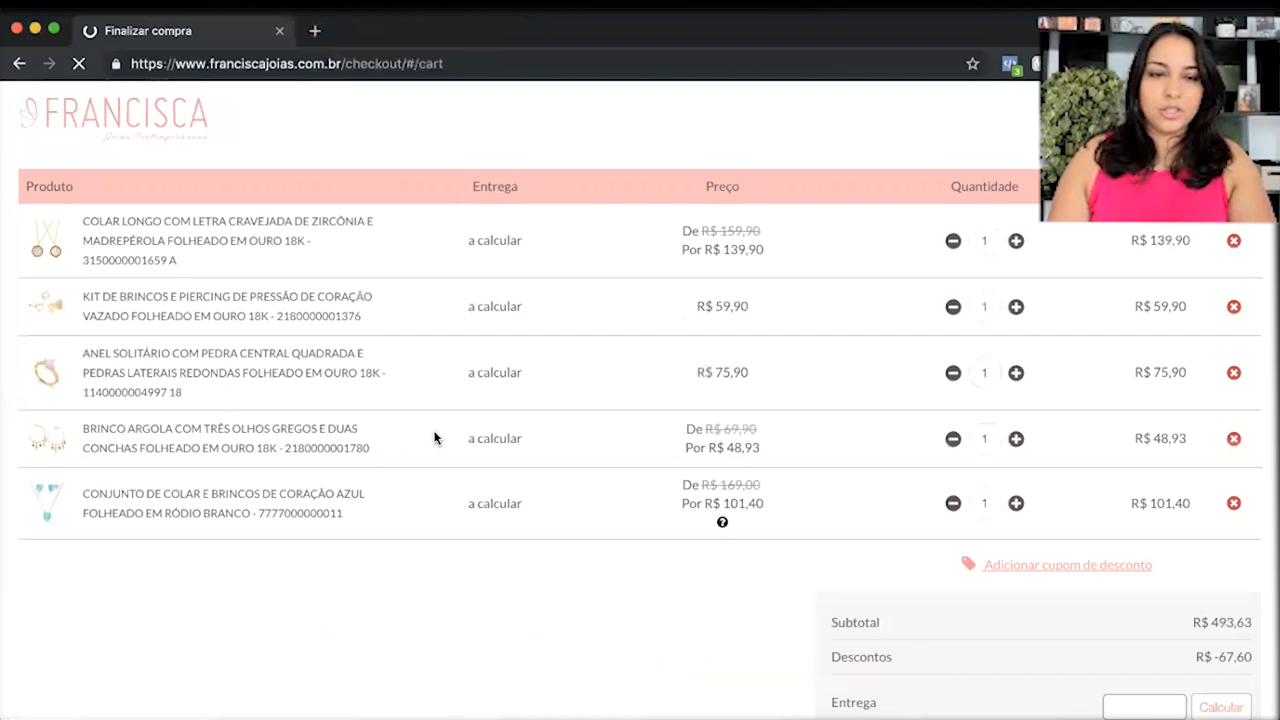 Finalizar compra
https://www.franciscajoias.com.br/checkout/#/cart
3
FRANCISCA
Joias Contemporâneas
Produto Entrega Preço Quantidade
COLAR LONGO COM LETRA CRAVEJADA DE ZIRCÔNIA E
MADREPÉROLA FOLHEADO EM OURO 18K -
3150000001659 A
a calcular
De R$ 159,90
Por R$ 139,90
1
R$ 139,90
KIT DE BRINCOS E PIERCING DE PRESSÃO DE CORAÇÃO
VAZADO FOLHEADO EM OURO 18K - 2180000001376
a calcular
R$ 59,90
1
R$ 59,90
ANEL SOLITÁRIO COM PEDRA CENTRAL QUADRADA E
PEDRAS LATERAIS REDONDAS FOLHEADO EM OURO 18K -
1140000004997 18
a calcular
R$ 75,90
1
R$ 75,90
BRINCO ARGOLA COM TRÊS OLHOS GREGOS E DUAS
CONCHAS FOLHEADO EM OURO 18K - 2180000001780
a calcular
De R$ 69,90
Por R$ 48,93
1
R$ 48,93
CONJUNTO DE COLAR E BRINCOS DE CORAÇÃO AZUL
FOLHEADO EM RÓDIO BRANCO - 7777000000011
a calcular
De R$ 169,00
Por R$ 101,40
1
R$ 101,40
Adicionar cupom de desconto
Subtotal R$ 493,63
Descontos R$ -67,60
Entrega Calcular